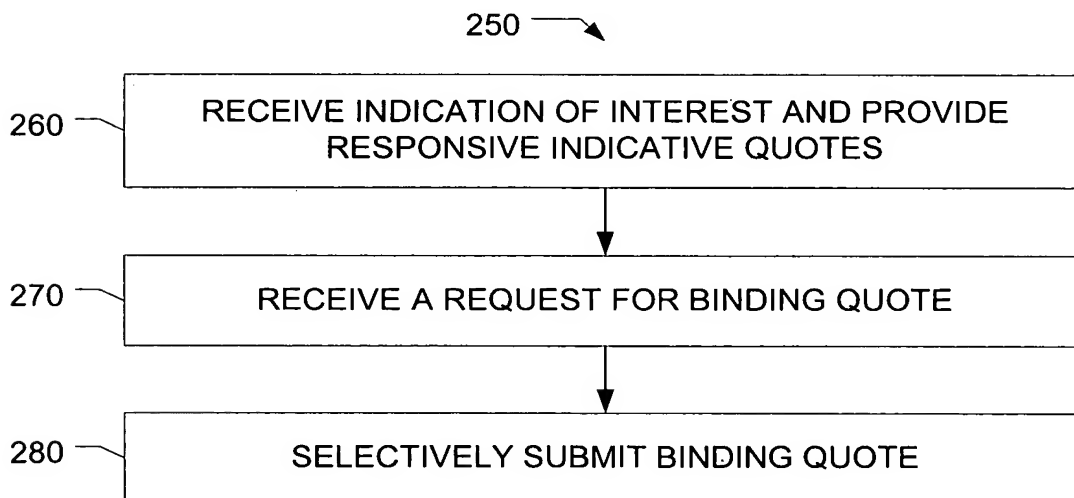 250
260
RECEIVE INDICATION OF INTEREST AND PROVIDE
RESPONSIVE INDICATIVE QUOTES
270
RECEIVE A REQUEST FOR BINDING QUOTE
280
SELECTIVELY SUBMIT BINDING QUOTE